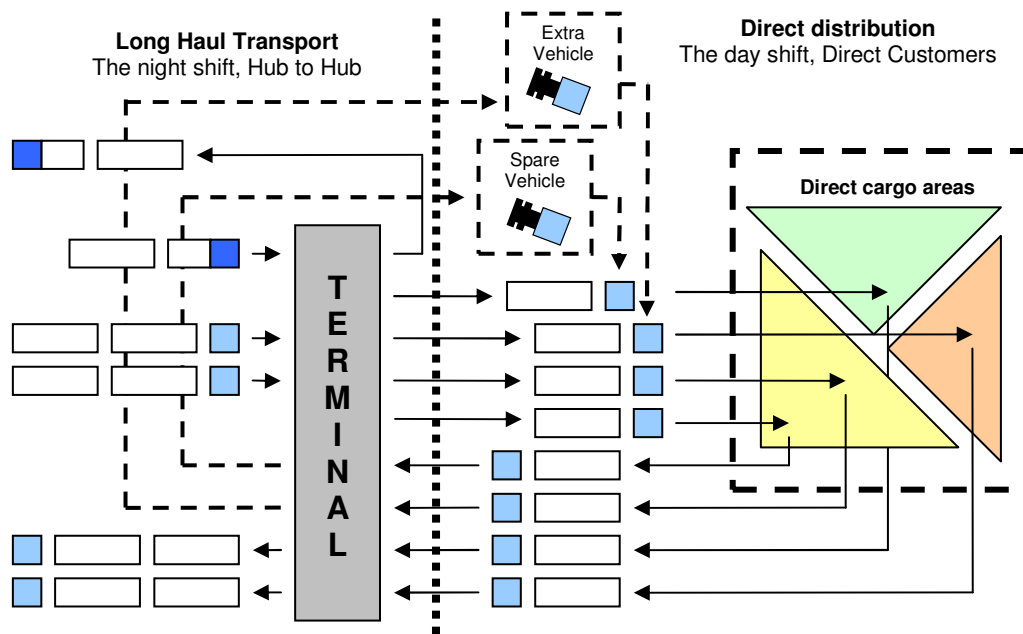 Long Haul Transport
The night shift, Hub to Hub
Extra
Vehicle
Direct distribution
The day shift, Direct Customers
Spare
Vehicle
Direct cargo areas
T
E
R
M
I
N
A
L